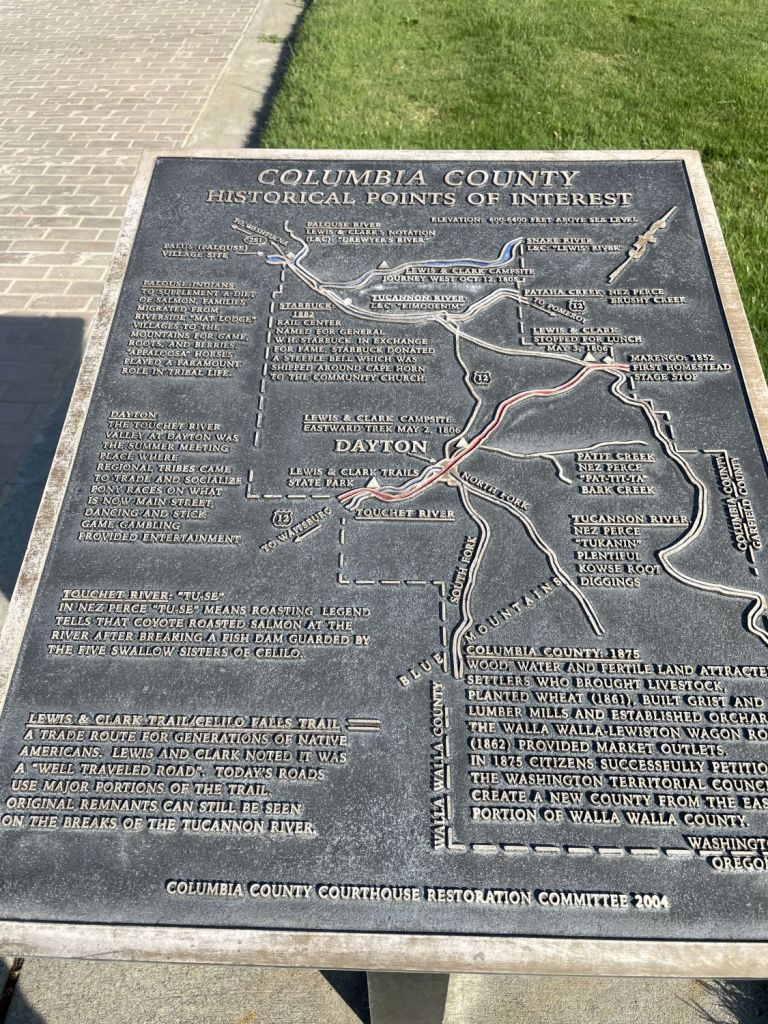 COLUMBIA COUNTY
HISTORICAL POINTS OF INTEREST
ELEVATION: 600-6400 FEET ABOVE SEA LEVEL
TO WASHTUCNA
261
PALUS (PALOUSE)
VILLAGE SITE
PALOUSE RIVER
LEWIS & CLARK'S NOTATION
(L&C): "DREWYER'S RIVER"
SNAKE RIVER
L&C: "LEWIS' RIVER"
LEWIS & CLARK CAMPSITE
JOURNEY WEST OCT. 12, 1805
PALOUSE INDIANS
TO SUPPLEMENT A DIET
OF SALMON, FAMILIES
MIGRATED FROM
RIVERSIDE "MAT LODGE"
VILLAGES TO THE
MOUNTAINS FOR GAME,
ROOTS, AND BERRIES.
"APPALOOSA" HORSES
PLAYED A PARAMOUNT
ROLE IN TRIBAL LIFE.
TUCANNON RIVER
L&C: "KIMOOENIM"
PATAHA CREEK: NEZ PERCE
BRUSHY CREEK
12
TO POMEROY
STARBUCK:
1882
RAIL CENTER
NAMED FOR GENERAL
W.H. STARBUCK. IN EXCHANGE
FOR FAME, STARBUCK DONATED
A STEEPLE BELL WHICH WAS
SHIPPED AROUND CAPE HORN
TO THE COMMUNITY CHURCH.
LEWIS & CLARK
STOPPED FOR LUNCH
MAY 3, 1806
MARENGO: 1852
FIRST HOMESTEAD
STAGE STOP
12
DAYTON
THE TOUCHET RIVER
VALLEY AT DAYTON WAS
THE SUMMER MEETING
PLACE WHERE
REGIONAL TRIBES CAME
TO TRADE AND SOCIALIZE
PONY RACES ON WHAT
IS NOW MAIN STREET,
DANCING AND STICK
GAME GAMBLING
PROVIDED ENTERTAINMENT
LEWIS & CLARK CAMPSITE
EASTWARD TREK MAY 2, 1806
DAYTON
LEWIS & CLARK TRAILS
STATE PARK
12
TO WAITSBURG
TOUCHET RIVER
NORTH FORK
SOUTH FORK
PATIT CREEK
NEZ PERCE
"PAT-TIT-TA"
BARK CREEK
COLUMBIA COUNTY
GARFIELD COUNTY
TUCANNON RIVER
NEZ PERCE
"TUKANIN"
PLENTIFUL
KOWSE ROOT
DIGGINGS
BLUE MOUNTAINS
TOUCHET RIVER: "TU-SE"
IN NEZ PERCE "TU-SE" MEANS ROASTING. LEGEND
TELLS THAT COYOTE ROASTED SALMON AT THE
RIVER AFTER BREAKING A FISH DAM GUARDED BY
THE FIVE SWALLOW SISTERS OF CELILO.
COLUMBIA COUNTY: 1875
WOOD, WATER AND FERTILE LAND ATTRACTE
SETTLERS WHO BROUGHT LIVESTOCK,
PLANTED WHEAT (1861), BUILT GRIST AND
LUMBER MILLS AND ESTABLISHED ORCHAR
THE WALLA WALLA-LEWISTON WAGON RO
(1862) PROVIDED MARKET OUTLETS.
IN 1875 CITIZENS SUCCESSFULLY PETITIO
THE WASHINGTON TERRITORIAL COUNCI
CREATE A NEW COUNTY FROM THE EAS
PORTION OF WALLA WALLA COUNTY.
LEWIS & CLARK TRAIL/CELILO FALLS TRAIL
A TRADE ROUTE FOR GENERATIONS OF NATIVE
AMERICANS. LEWIS AND CLARK NOTED IT WAS
A "WELL TRAVELED ROAD". TODAY'S ROADS
USE MAJOR PORTIONS OF THE TRAIL.
ORIGINAL REMNANTS CAN STILL BE SEEN
ON THE BREAKS OF THE TUCANNON RIVER.
WALLA WALLA COUNTY
WASHINGTO
OREGO
COLUMBIA COUNTY COURTHOUSE RESTORATION COMMITTEE 2004